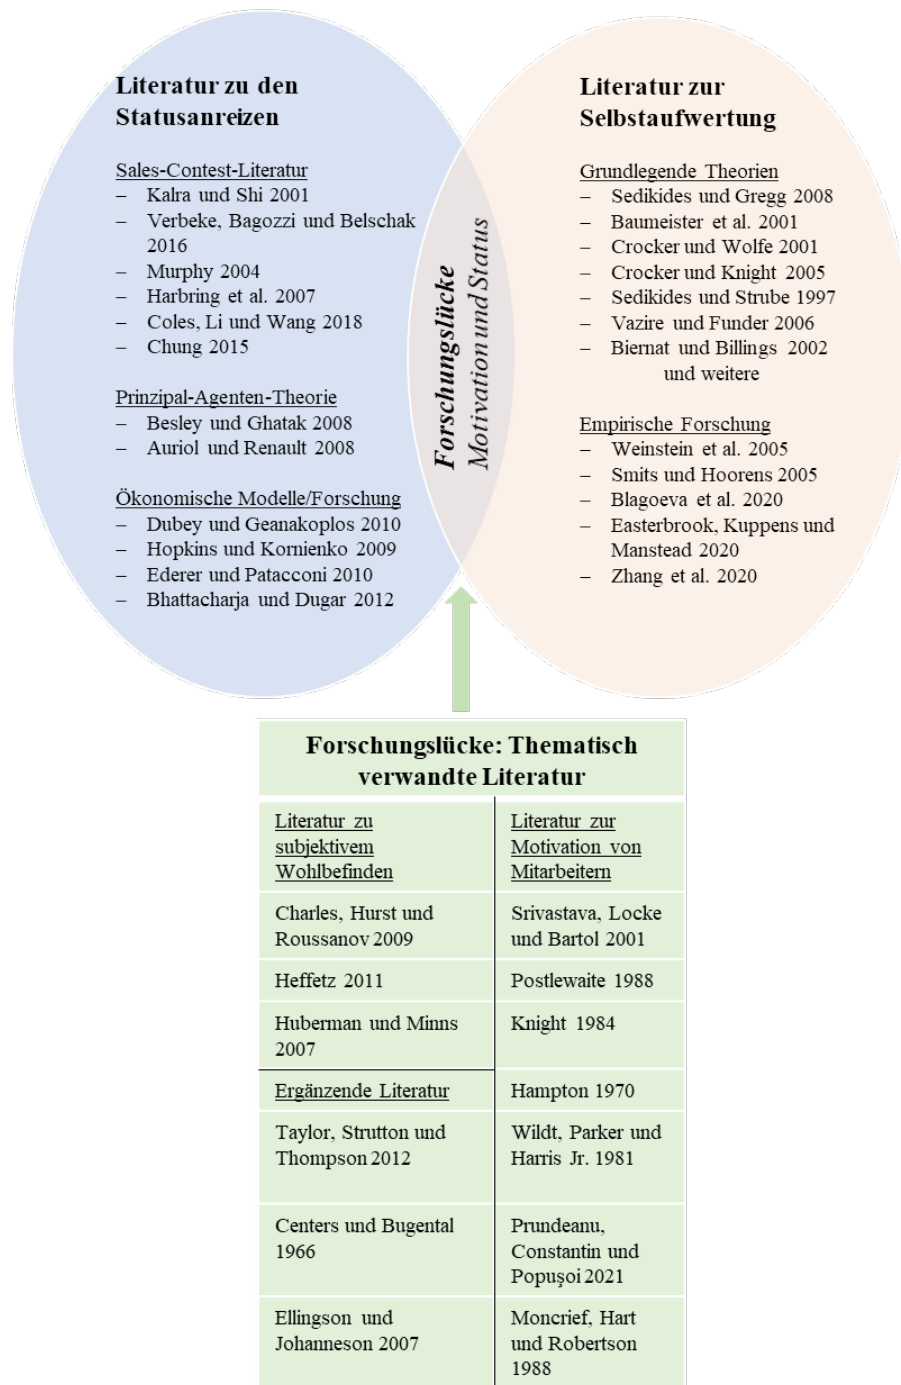 Literatur zu den
Statusanreizen
Sales-Contest-Literatur
– Kalra und Shi 2001
– Verbeke, Bagozzi und Belschak
2016
– Murphy 2004
– Harbring et al. 2007
– Coles, Li und Wang 2018
– Chung 2015
Prinzipal-Agenten-Theorie
– Besley und Ghatak 2008
– Auriol und Renault 2008
Ökonomische Modelle/Forschung
– Dubey und Geanakoplos 2010
– Hopkins und Kornienko 2009
– Ederer und Patacconi 2010
– Bhattacharja und Dugar 2012
Forschungslücke
Motivation und Status
Literatur zur
Selbstaufwertung
Grundlegende Theorien
– Sedikides und Gregg 2008
– Baumeister et al. 2001
– Crocker und Wolfe 2001
– Crocker und Knight 2005
– Sedikides und Strube 1997
– Vazire und Funder 2006
– Biernat und Billings 2002
und weitere
Empirische Forschung
– Weinstein et al. 2005
– Smits und Hoorens 2005
– Blagoeva et al. 2020
– Easterbrook, Kuppens und
Manstead 2020
– Zhang et al. 2020
Forschungslücke: Thematisch
verwandte Literatur
Literatur zu
subjektivem
Wohlbefinden
Literatur zur
Motivation von
Mitarbeitern
Charles, Hurst und
Roussanov 2009
Srivastava, Locke
und Bartol 2001
Heffetz 2011
Postlewaite 1988
Huberman und Minns
2007
Knight 1984
Ergänzende Literatur
Hampton 1970
Taylor, Strutton und
Thompson 2012
Wildt, Parker und
Harris Jr. 1981
Centers und Bugental
1966
Prundeanu,
Constantin und
Popuşoi 2021
Ellingson und
Johanneson 2007
Moncrief, Hart
und Robertson
1988